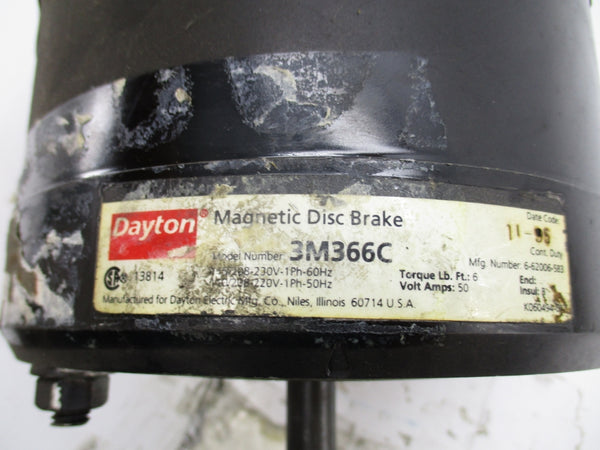 Dayton® Magnetic Disc Brake
Date Code:
11-95
Model Number 3M366C
Cont. Duty
Mfg. Number: 6-62006-583
13814
208-230V-1Ph-60Hz
-220V-1Ph-50Hz
Torque Lb. Ft.: 6
Volt Amps: 50
Encl:
Insul: B
Manufactured for Dayton Electric Mfg. Co., Niles, Illinois 60714 U.S.A.